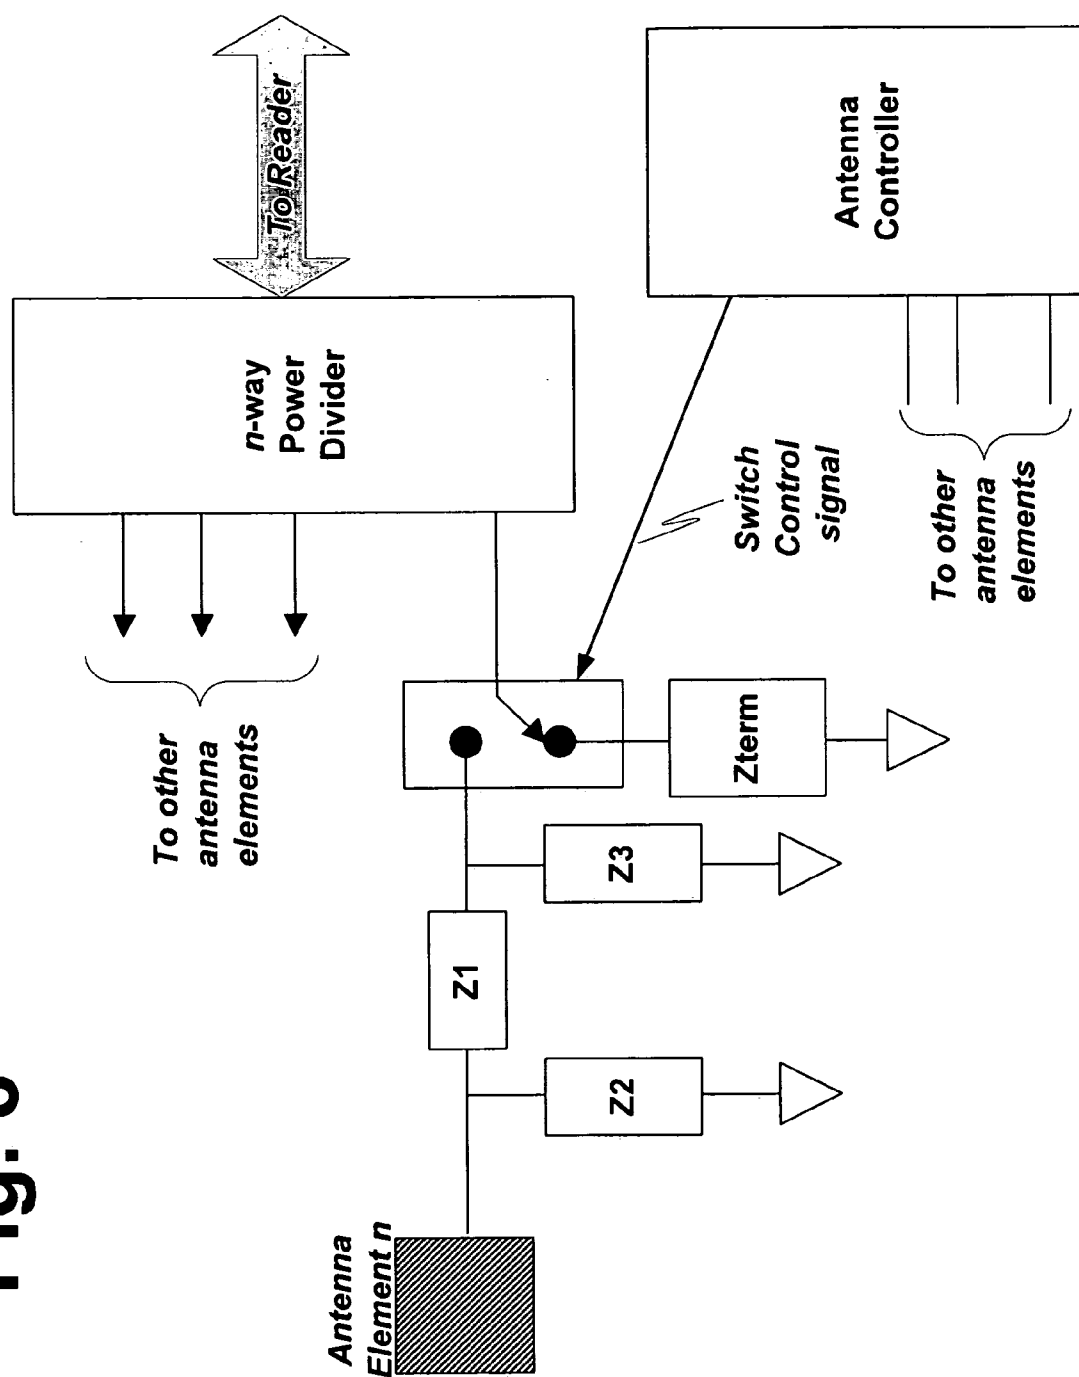 Fig.
To other
antenna
elements
n-way
Power
Divider
To Reader
Antenna
Element n
Z1
Z2
Z3
Zterm
Switch
Control
signal
Antenna
Controller
To other
antenna
elements